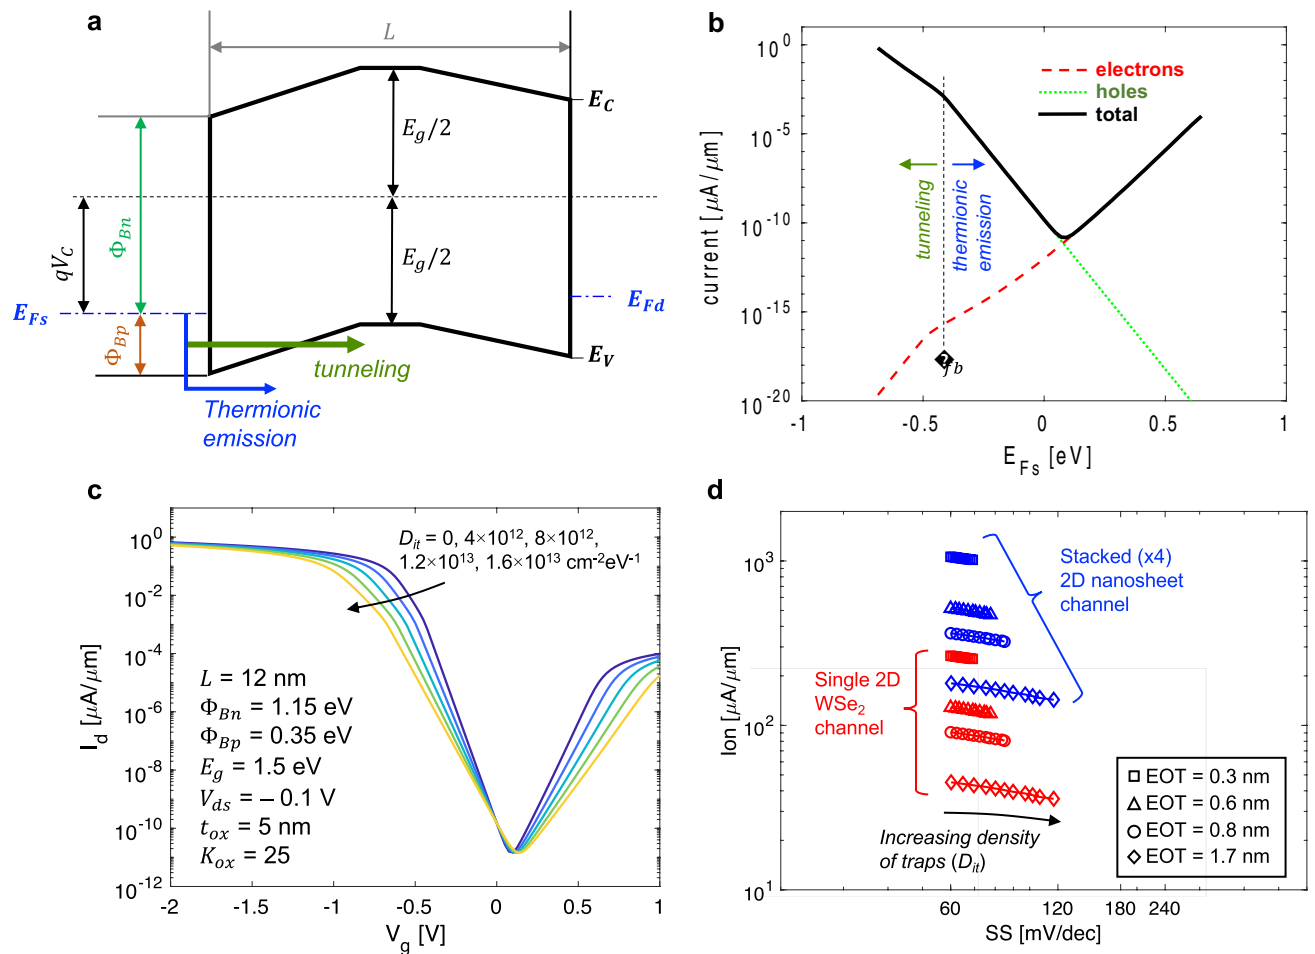 a
L
E_C
E_g/2
Φ_Bn
qV_C
E_g/2
E_Fs
E_Fd
Φ_Bp
E_V
tunneling
Thermionic
emission
b
electrons
holes
total
10^0
10^-5
10^-10
10^-15
10^-20
current [μA/μm]
tunneling
thermionic
emission
fb
-1
-0.5
0
0.5
1
E_Fs [eV]
c
D_it = 0, 4×10^12, 8×10^12,
1.2×10^13, 1.6×10^13 cm^-2eV^-1
10^0
10^-2
10^-4
10^-6
10^-8
10^-10
10^-12
I_d [μA/μm]
L = 12 nm
Φ_Bn = 1.15 eV
Φ_Bp = 0.35 eV
E_g = 1.5 eV
V_ds = – 0.1 V
t_ox = 5 nm
K_ox = 25
-2
-1.5
-1
-0.5
0
0.5
1
V_g [V]
d
10^3
10^2
10^1
Ion [μA/μm]
Stacked (x4)
2D nanosheet
channel
Single 2D
WSe_2
channel
Increasing density
of traps (D_it)
EOT = 0.3 nm
EOT = 0.6 nm
EOT = 0.8 nm
EOT = 1.7 nm
60
120
180
240
SS [mV/dec]